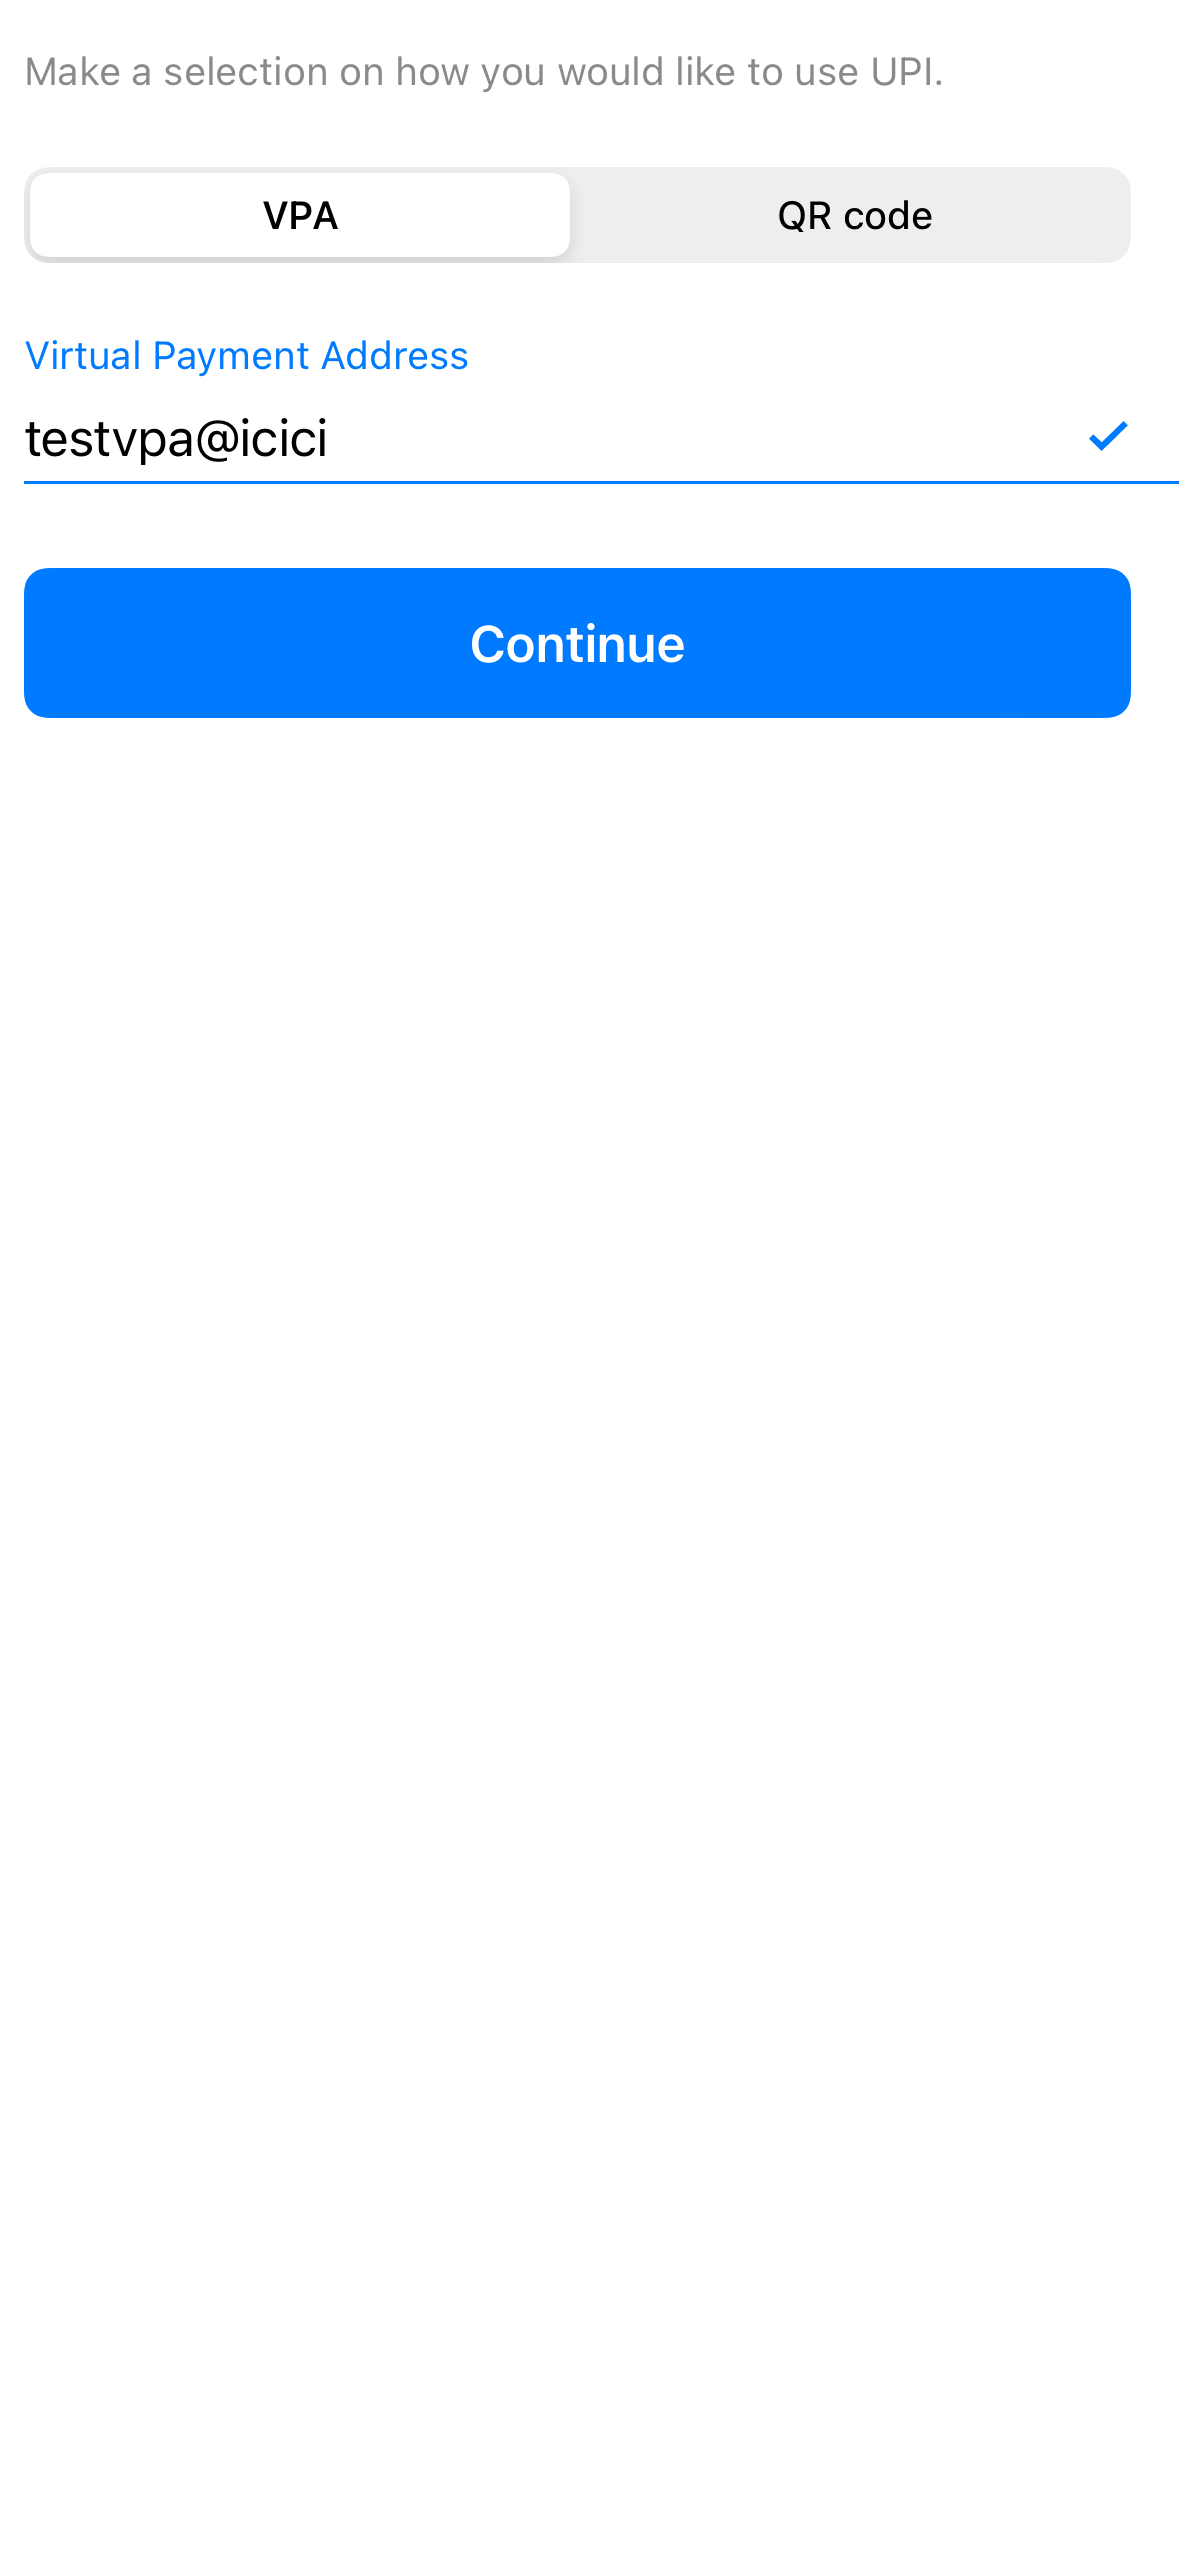 Make a selection on how you would like to use UPI.
VPA
QR code
Virtual Payment Address
testvpa@icici
Continue